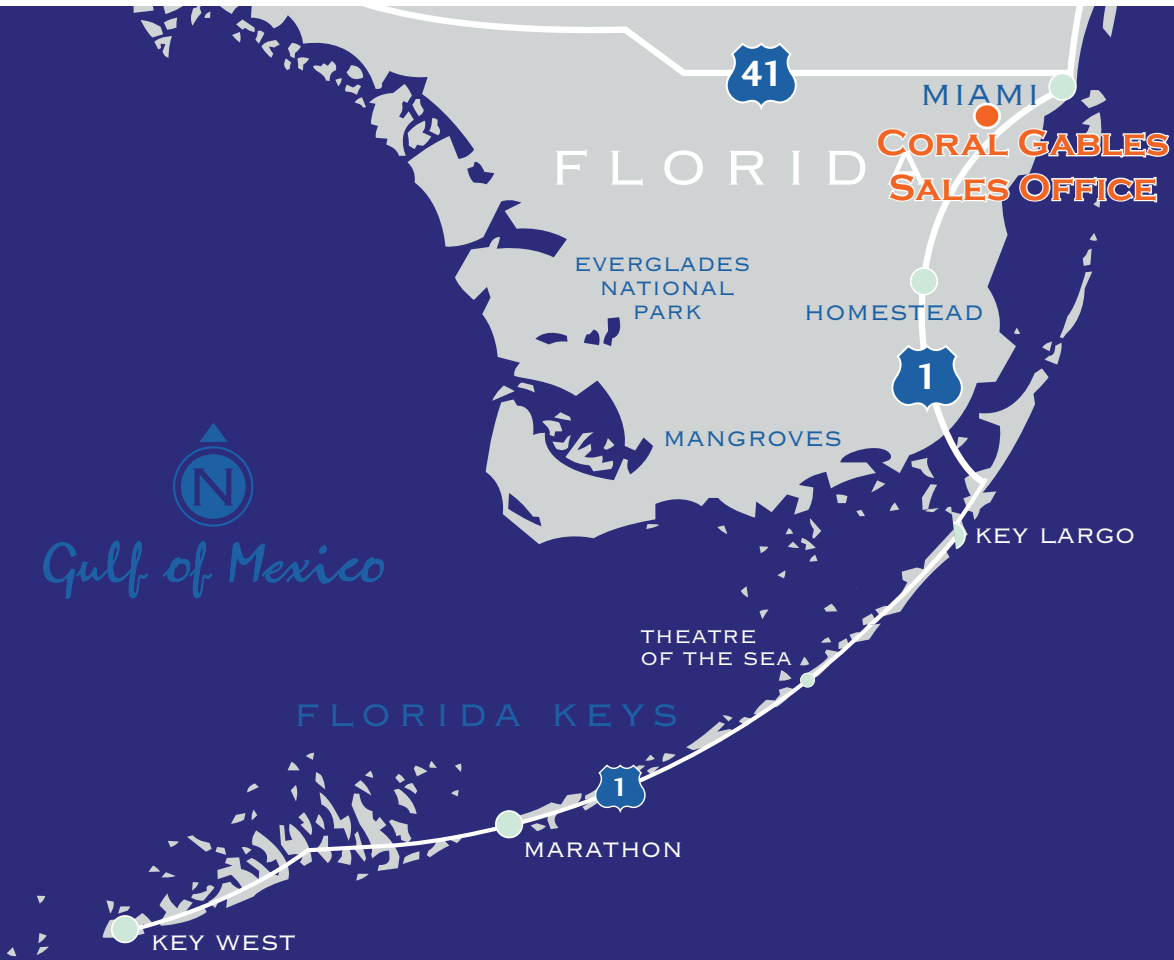 41
MIAMI
CORAL GABLES
SALES OFFICE
FLORIDA
EVERGLADES
NATIONAL
PARK
HOMESTEAD
1
MANGROVES
N
Gulf of Mexico
KEY LARGO
THEATRE
OF THE SEA
FLORIDA KEYS
1
MARATHON
KEY WEST